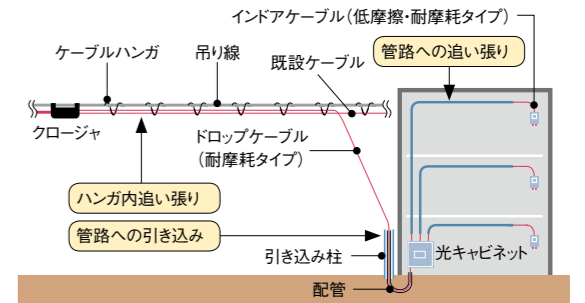 インドアケーブル(低摩擦・耐摩耗タイプ)
ケーブルハンガ
吊り線
既設ケーブル
管路への追い張り
クロージャ
ドロップケーブル
(耐摩耗タイプ)
ハンガ内追い張り
管路への引き込み
引き込み柱
光キャビネット
配管